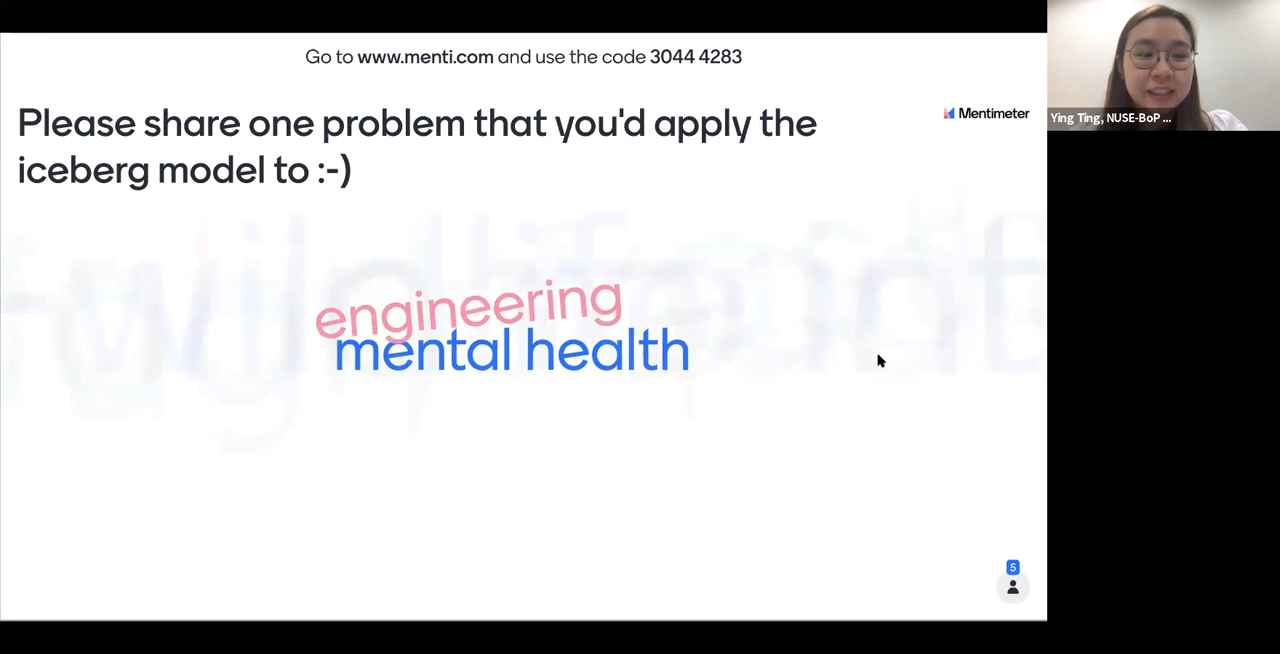 Go to www.menti.com and use the code 3044 4283
Please share one problem that you'd apply the
iceberg model to :-)
Mentimeter
Ying Ting, NUSE-BoP ...
engineering
mental health
5